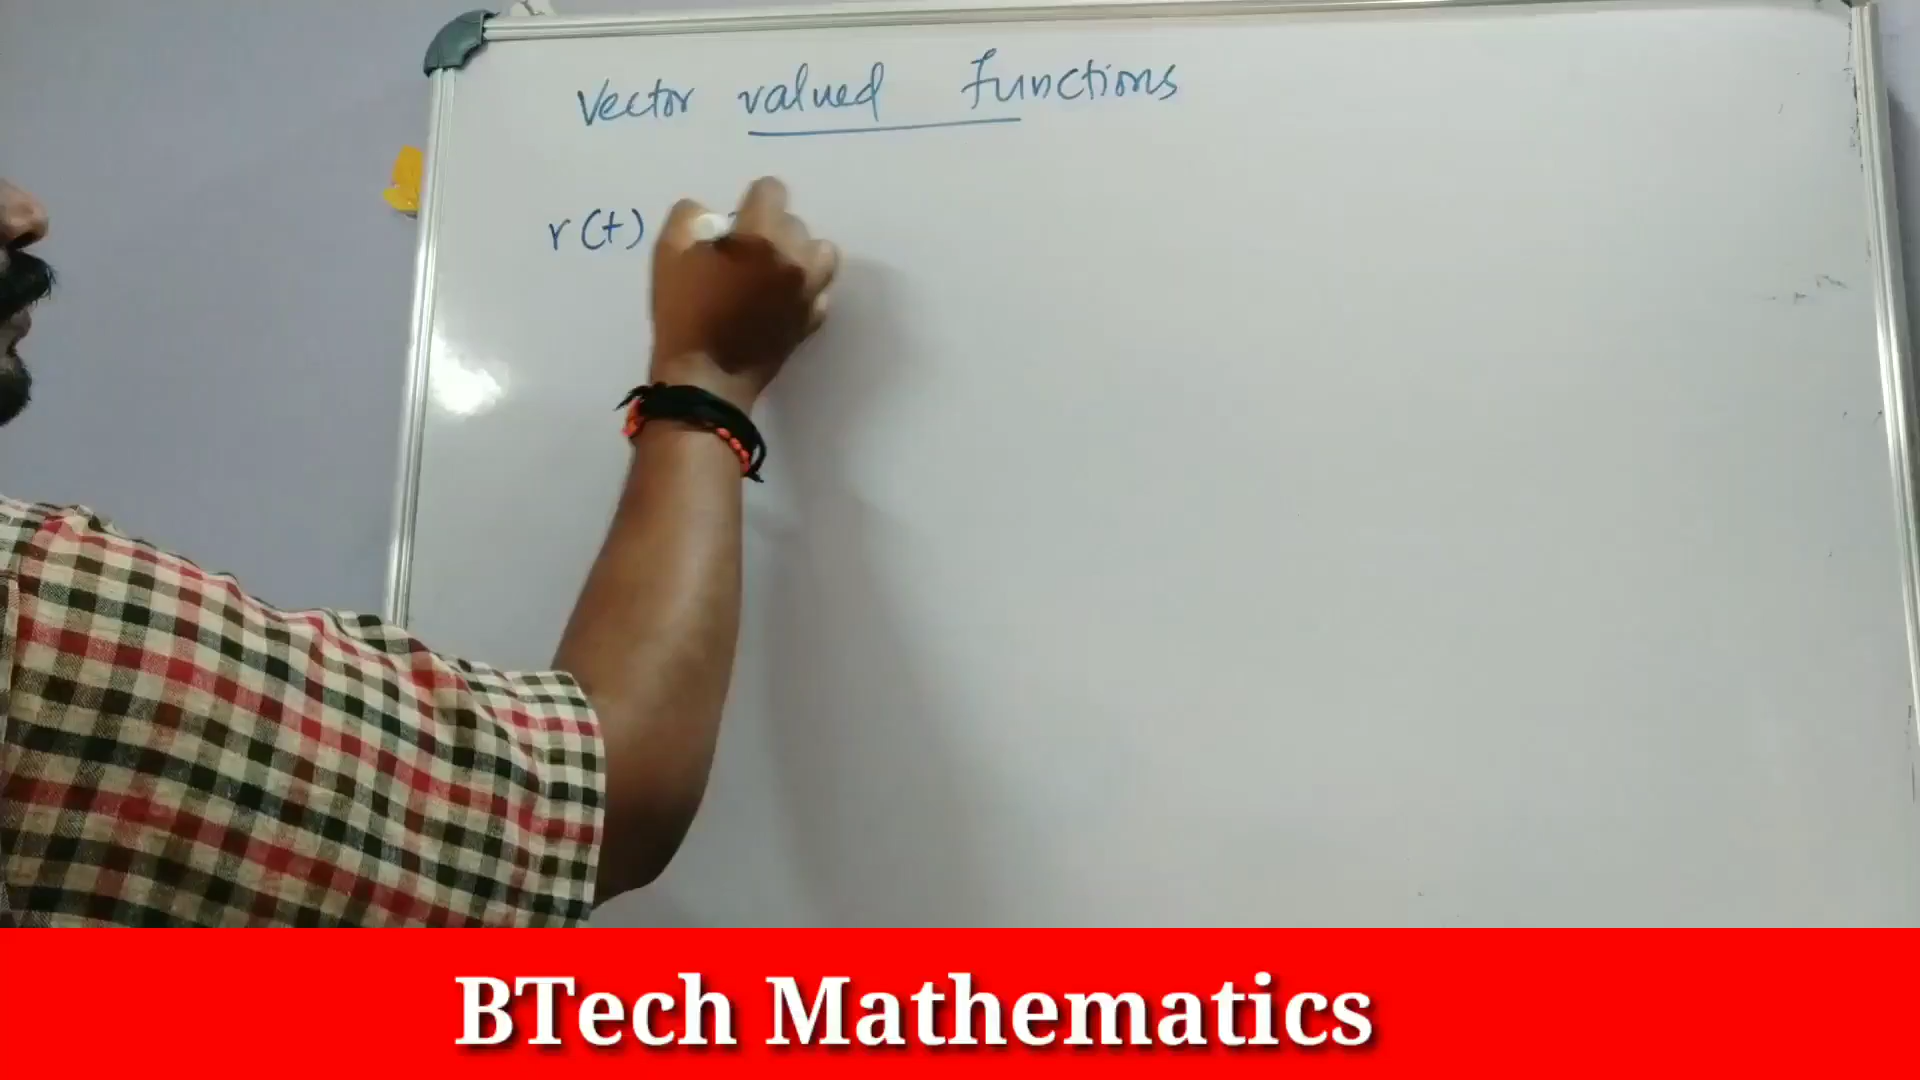 Vector valued functions
r(t)
BTech Mathematics